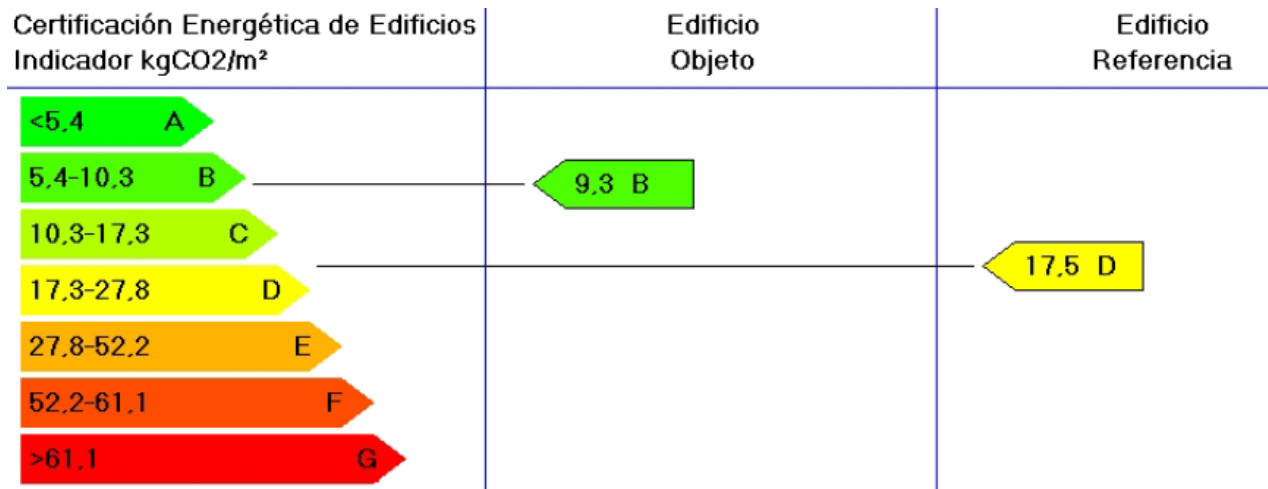 Certificación Energética de Edificios
Indicador kgCO2/m²
Edificio
Objeto
Edificio
Referencia
<5,4 A
5,4-10,3 B
9,3 B
10,3-17,3 C
17,5 D
17,3-27,8 D
27,8-52,2 E
52,2-61,1 F
>61,1 G